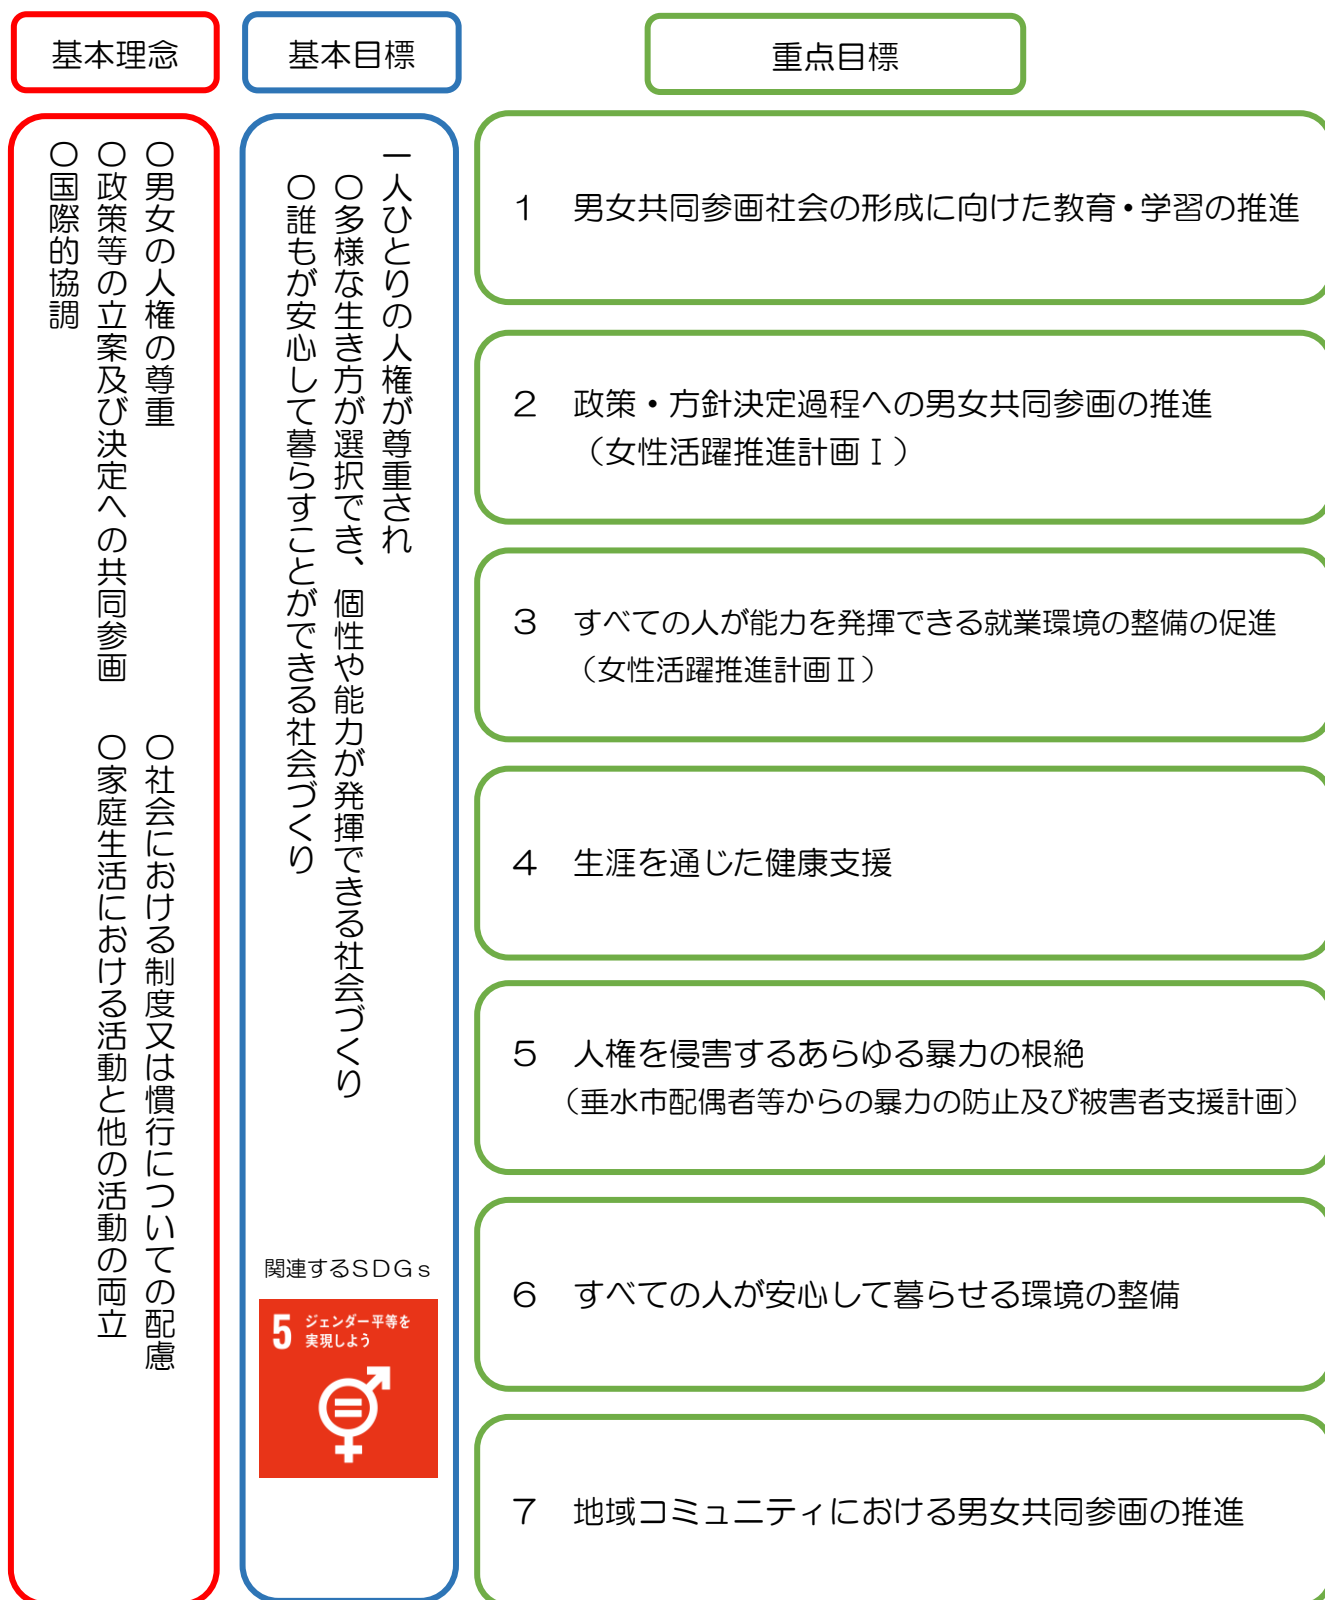 基本理念
基本目標
重点目標
〇男女の人権の尊重
〇社会における制度又は慣行についての配慮
〇政策等の立案及び決定への共同参画
〇家庭生活における活動と他の活動の両立
〇国際的協調
一人ひとりの人権が尊重され
〇多様な生き方が選択でき、個性や能力が発揮できる社会づくり
〇誰もが安心して暮らすことができる社会づくり
関連するSDGs
5 ジェンダー平等を
実現しよう
1 男女共同参画社会の形成に向けた教育・学習の推進
2 政策・方針決定過程への男女共同参画の推進
（女性活躍推進計画Ⅰ）
3 すべての人が能力を発揮できる就業環境の整備の促進
（女性活躍推進計画Ⅱ）
4 生涯を通じた健康支援
5 人権を侵害するあらゆる暴力の根絶
（垂水市配偶者等からの暴力の防止及び被害者支援計画）
6 すべての人が安心して暮らせる環境の整備
7 地域コミュニティにおける男女共同参画の推進